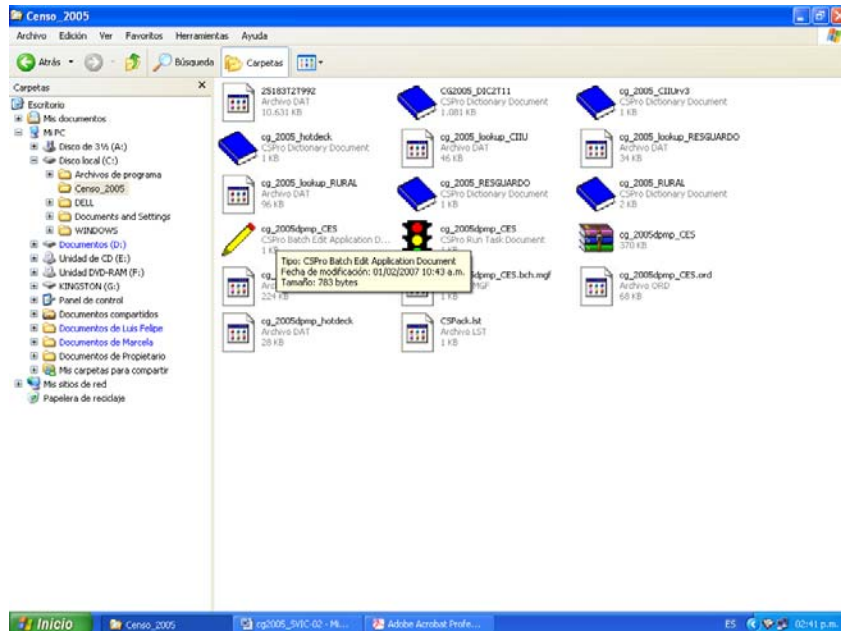 Censo_2005
Archivo Edición Ver Favoritos Herramientas Ayuda
Atrás Búsqueda Carpetas
Carpetas
Escritorio
Mis documentos
Mi PC
Disco de 3½ (A:)
Disco local (C:)
Archivos de programa
Censo_2005
DELL
Documents and Settings
WINDOWS
Documentos (D:)
Unidad de CD (E:)
Unidad DVD-RAM (F:)
KINGSTON (G:)
Panel de control
Documentos compartidos
Documentos de Luis Felipe
Documentos de Marcela
Documentos de Propietario
Mis carpetas para compartir
Mis sitios de red
Papelera de reciclaje
25183T2T99Z
Archivo DAT
10.631 KB
CG2005_DIC2T11
CSPro Dictionary Document
1.081 KB
cg_2005_CIIUrv3
CSPro Dictionary Document
1 KB
cg_2005_hotdeck
CSPro Dictionary Document
1 KB
cg_2005_lookup_CIIU
Archivo DAT
46 KB
cg_2005_lookup_RESGUARDO
Archivo DAT
34 KB
cg_2005_lookup_RURAL
Archivo DAT
96 KB
cg_2005_RESGUARDO
CSPro Dictionary Document
1 KB
cg_2005_RURAL
CSPro Dictionary Document
2 KB
cg_2005dpmp_CES
CSPro Batch Edit Application D...
1 KB
cg_2005dpmp_CES
CSPro Run Task Document
1 KB
cg_2005dpmp_CES
370 KB
Tipo: CSPro Batch Edit Application Document
Fecha de modificación: 01/02/2007 10:43 a.m.
Tamaño: 783 bytes
224 KB
dpmp_CES.bch.mgf
MGF
1 KB
cg_2005dpmp_CES.ord
Archivo ORD
68 KB
cg_2005dpmp_hotdeck
Archivo DAT
28 KB
CSPack.lst
Archivo LST
1 KB
Inicio
Censo_2005
cg2005_SVIC-02 - Mi...
Adobe Acrobat Profe...
ES
02:41 p.m.